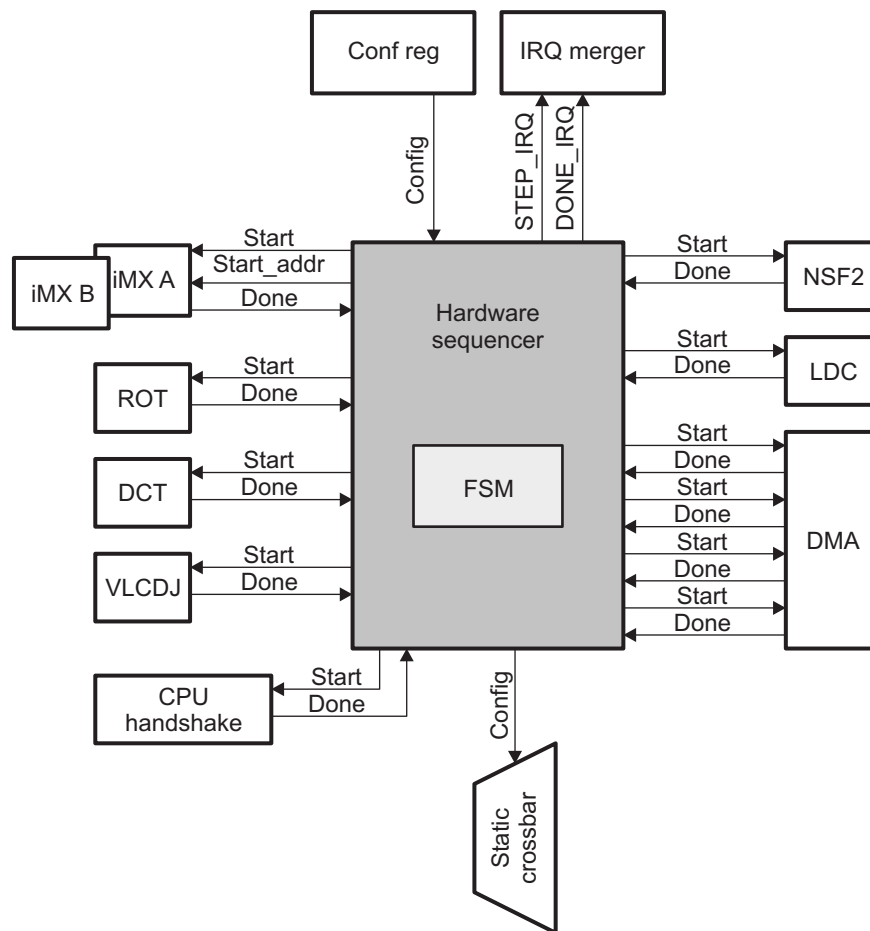 Conf reg
IRQ merger
Config
STEP_IRQ
DONE_IRQ
Start
Start_addr
Done
iMX A
iMX B
Start
Done
NSF2
Hardware
sequencer
Start
Done
ROT
Start
Done
LDC
Start
Done
DCT
FSM
Start
Done
Start
Done
Start
Done
Start
Done
DMA
Start
Done
VLCDJ
Start
Done
CPU
handshake
Config
Static
crossbar